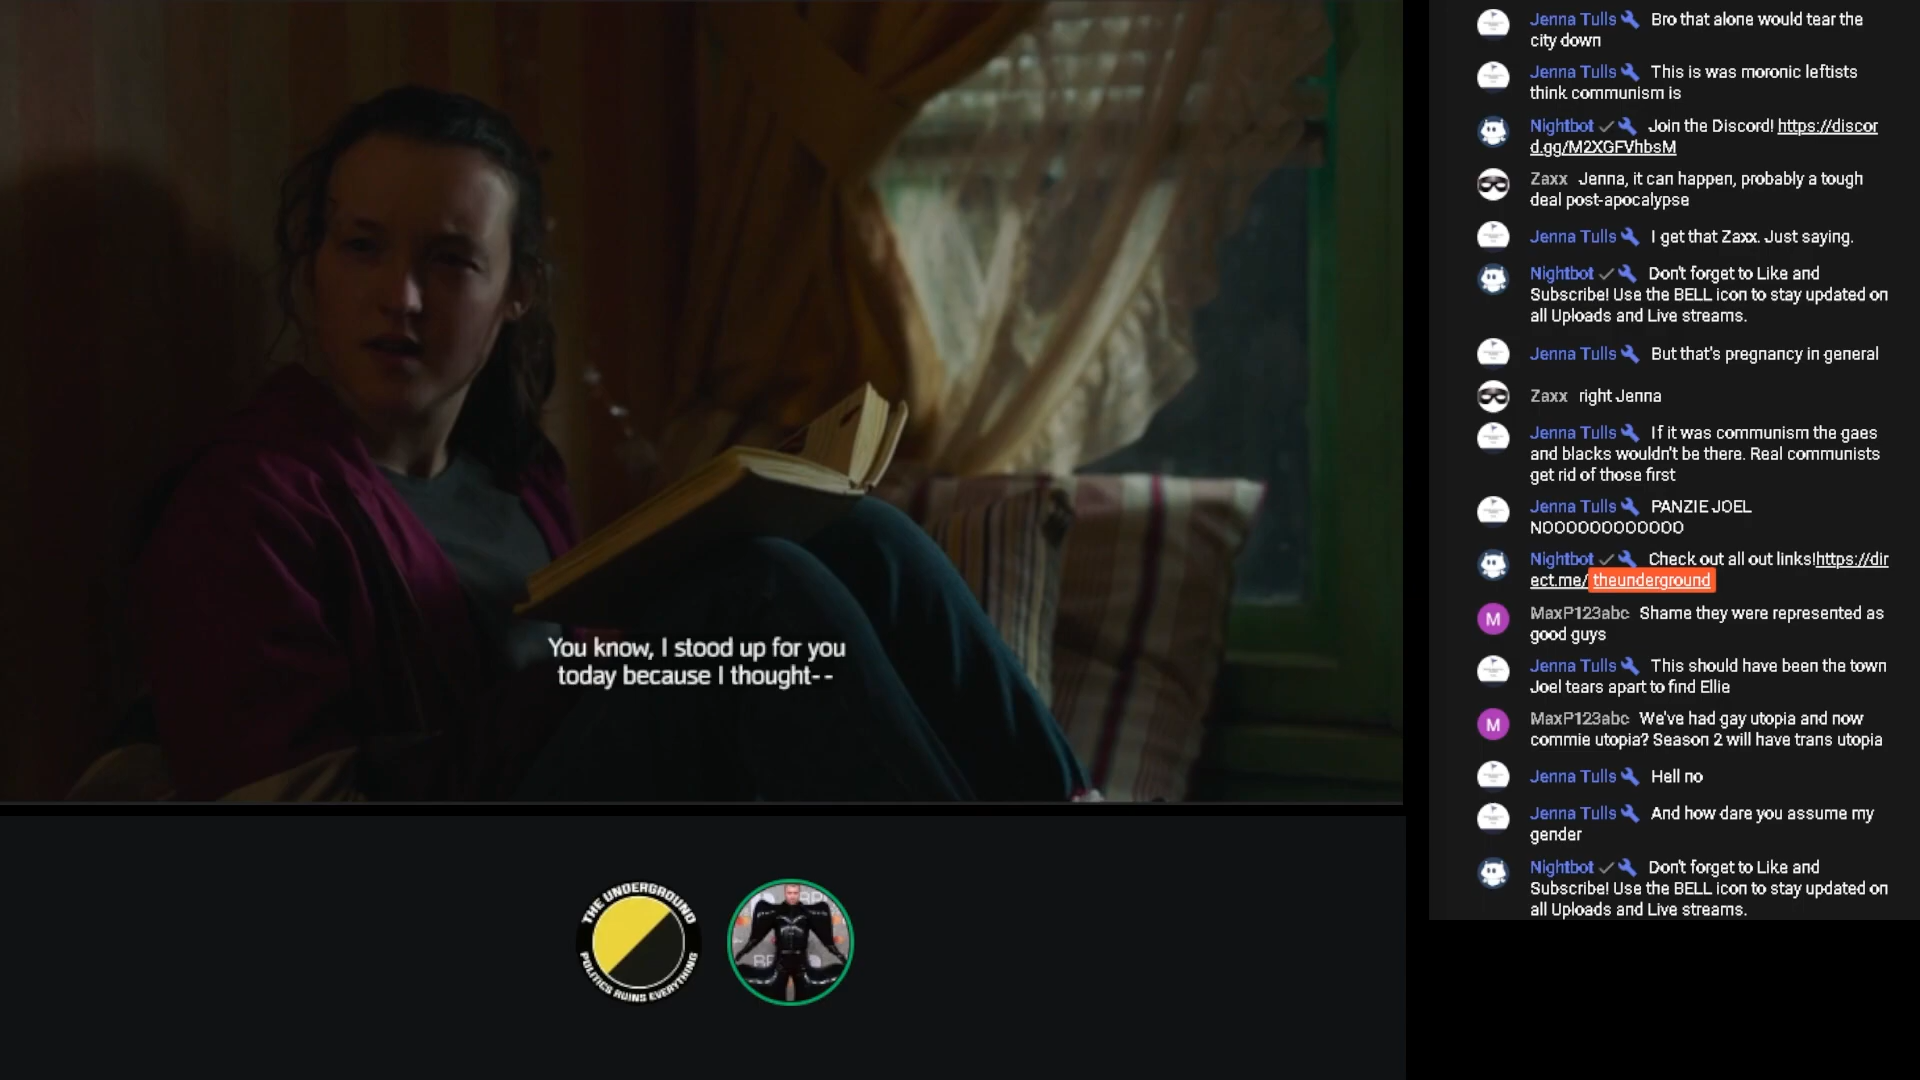 You know, I stood up for you
today because I thought--
THE UNDERGROUND
POLITICS RUINS EVERYTHING
Jenna Tulls Bro that alone would tear the
city down
Jenna Tulls This is was moronic leftists
think communism is
Nightbot Join the Discord! https://discor
d.gg/M2XGFVhbsM
Zaxx Jenna, it can happen, probably a tough
deal post-apocalypse
Jenna Tulls I get that Zaxx. Just saying.
Nightbot Don't forget to Like and
Subscribe! Use the BELL icon to stay updated on
all Uploads and Live streams.
Jenna Tulls But that's pregnancy in general
Zaxx right Jenna
Jenna Tulls If it was communism the gaes
and blacks wouldn't be there. Real communists
get rid of those first
Jenna Tulls PANZIE JOEL
NOOOOOOOOOOOO
Nightbot Check out all out links!https://dir
ect.me/theunderground
M MaxP123abc Shame they were represented as
good guys
Jenna Tulls This should have been the town
Joel tears apart to find Ellie
M MaxP123abc We've had gay utopia and now
commie utopia? Season 2 will have trans utopia
Jenna Tulls Hell no
Jenna Tulls And how dare you assume my
gender
Nightbot Don't forget to Like and
Subscribe! Use the BELL icon to stay updated on
all Uploads and Live streams.